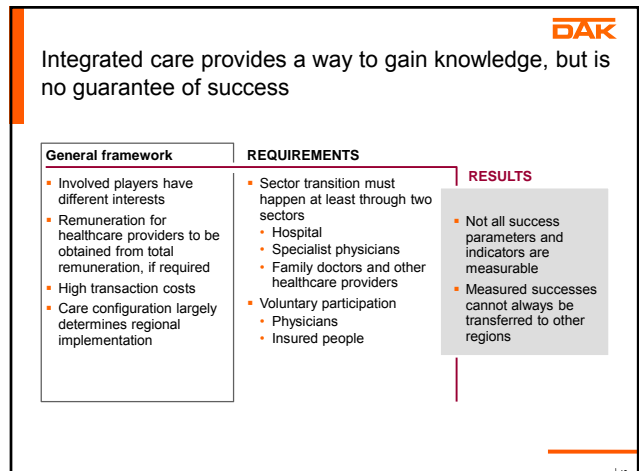 DAK
Integrated care provides a way to gain knowledge, but is
no guarantee of success
General framework
▪ Involved players have
different interests
▪ Remuneration for
healthcare providers to be
obtained from total
remuneration, if required
▪ High transaction costs
▪ Care configuration largely
determines regional
implementation
REQUIREMENTS
▪ Sector transition must
happen at least through two
sectors
• Hospital
• Specialist physicians
• Family doctors and other
healthcare providers
▪ Voluntary participation
• Physicians
• Insured people
RESULTS
▪ Not all success
parameters and
indicators are
measurable
▪ Measured successes
cannot always be
transferred to other
regions